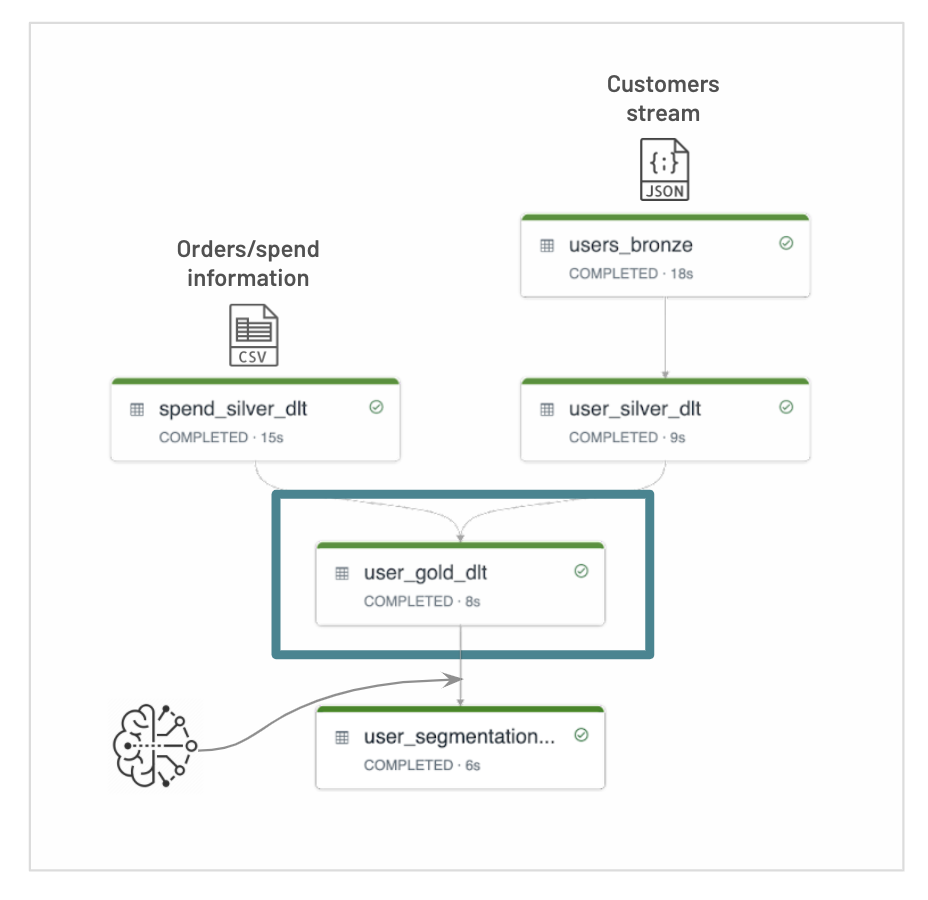 Customers
stream
{;}
JSON
users_bronze
COMPLETED · 18s
Orders/spend
information
CSV
spend_silver_dlt
COMPLETED · 15s
user_silver_dlt
COMPLETED · 9s
user_gold_dlt
COMPLETED · 8s
user_segmentation...
COMPLETED · 6s